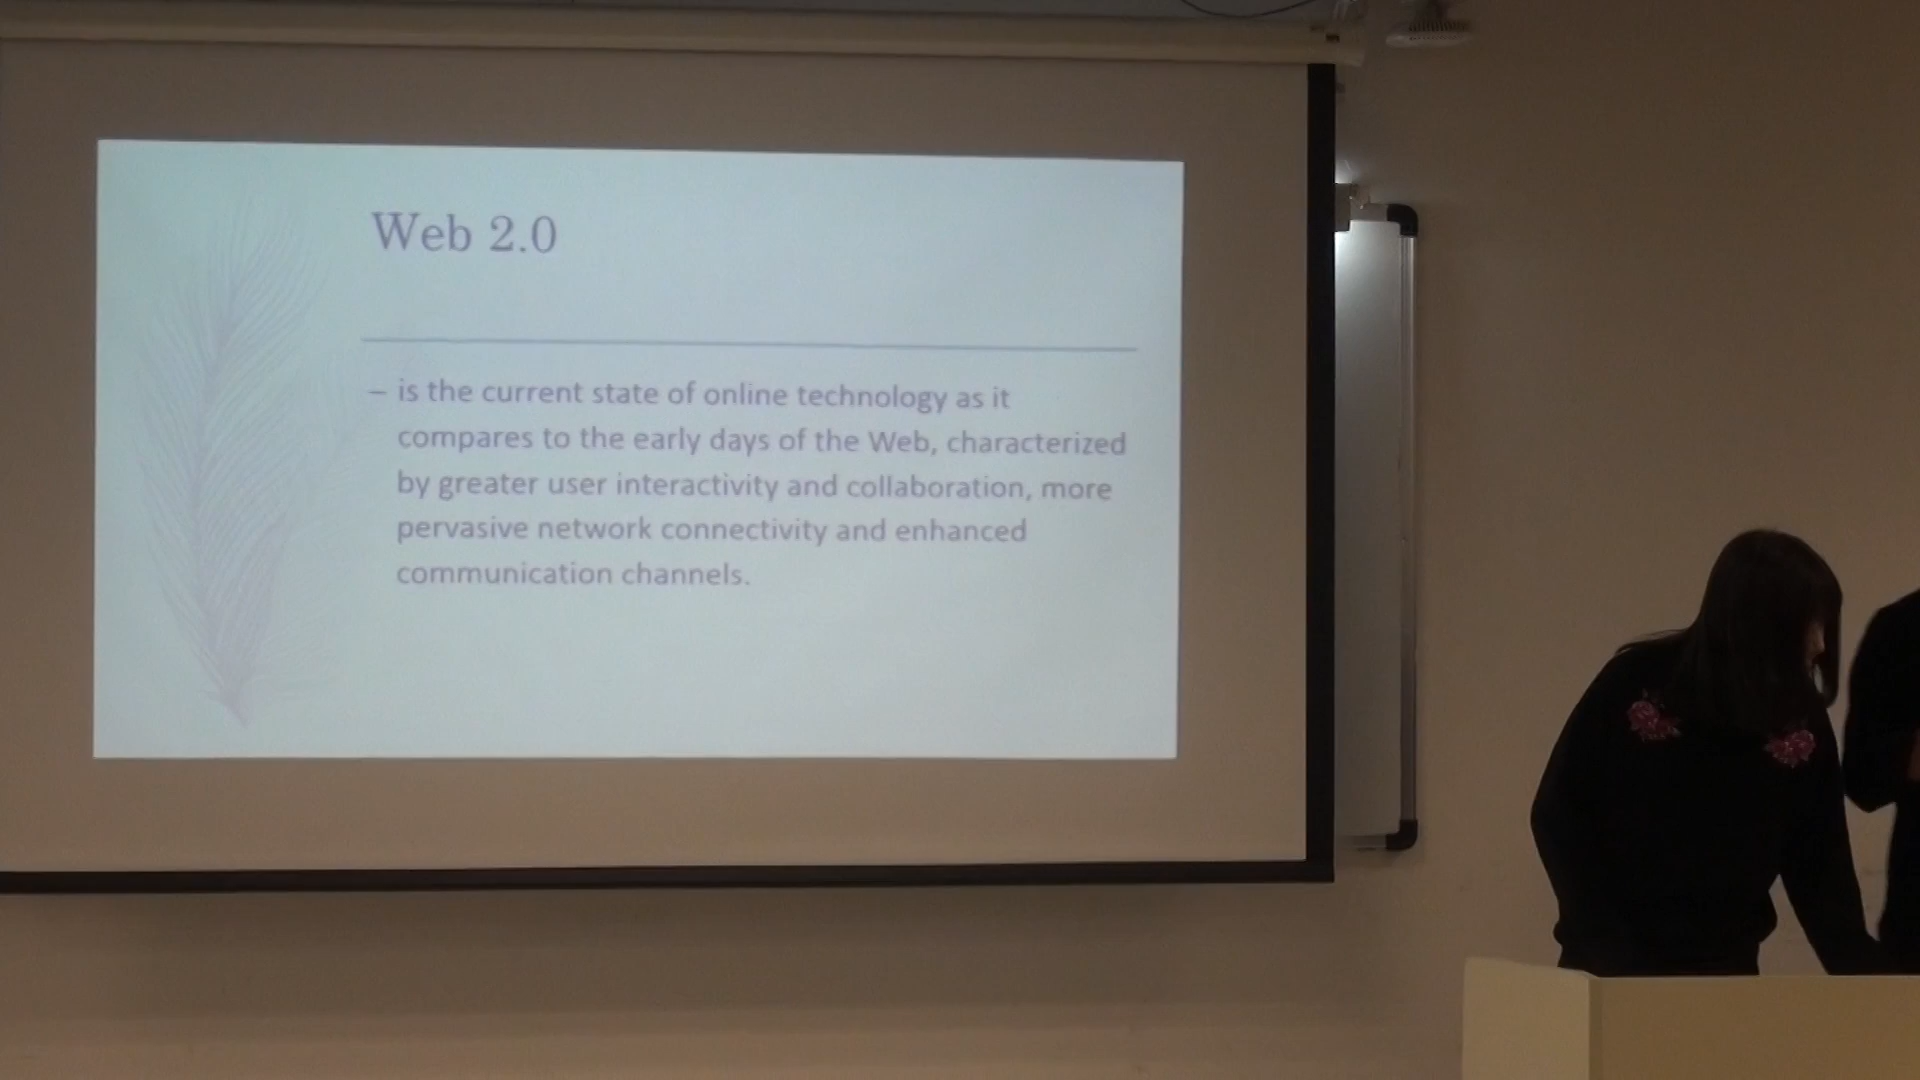 Web 2.0
– is the current state of online technology as it
compares to the early days of the Web, characterized
by greater user interactivity and collaboration, more
pervasive network connectivity and enhanced
communication channels.